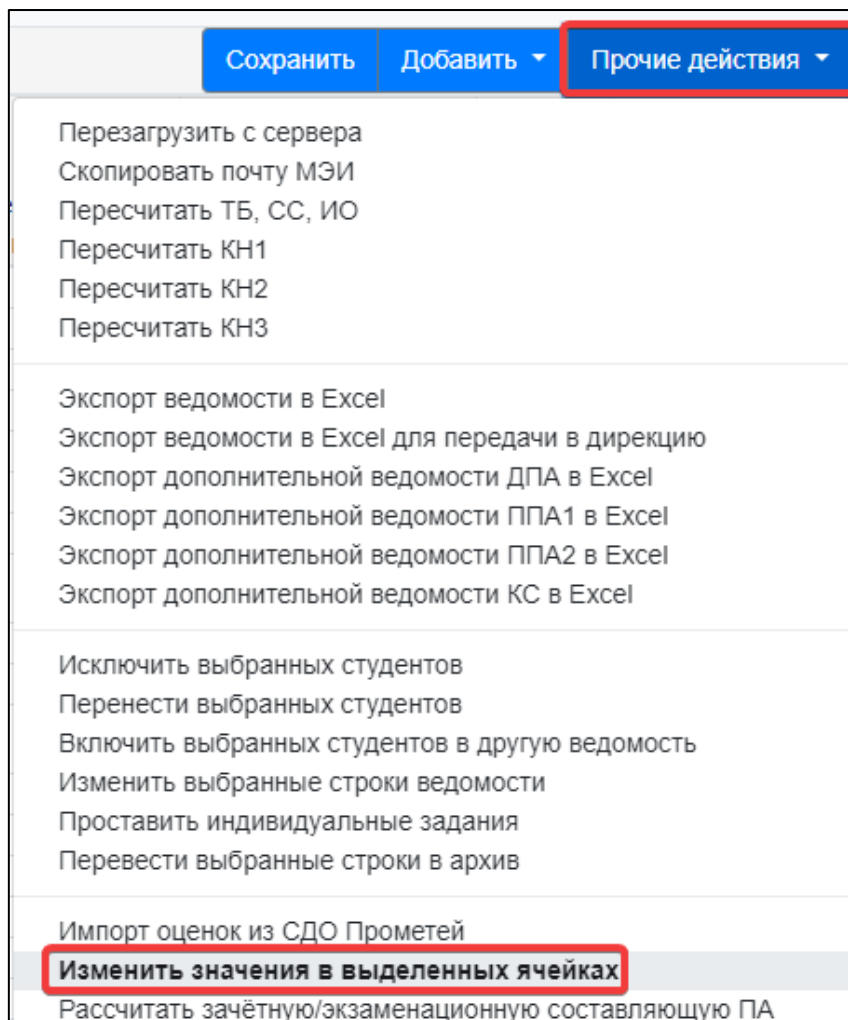 Сохранить Добавить Прочие действия
Перезагрузить с сервера
Скопировать почту МЭИ
Пересчитать ТБ, СС, ИО
Пересчитать КН1
Пересчитать КН2
Пересчитать КН3
Экспорт ведомости в Excel
Экспорт ведомости в Excel для передачи в дирекцию
Экспорт дополнительной ведомости ДПА в Excel
Экспорт дополнительной ведомости ППА1 в Excel
Экспорт дополнительной ведомости ППА2 в Excel
Экспорт дополнительной ведомости КС в Excel
Исключить выбранных студентов
Перенести выбранных студентов
Включить выбранных студентов в другую ведомость
Изменить выбранные строки ведомости
Проставить индивидуальные задания
Перевести выбранные строки в архив
Импорт оценок из СДО Прометей
Изменить значения в выделенных ячейках
Рассчитать зачётную/экзаменационную составляющую ПА